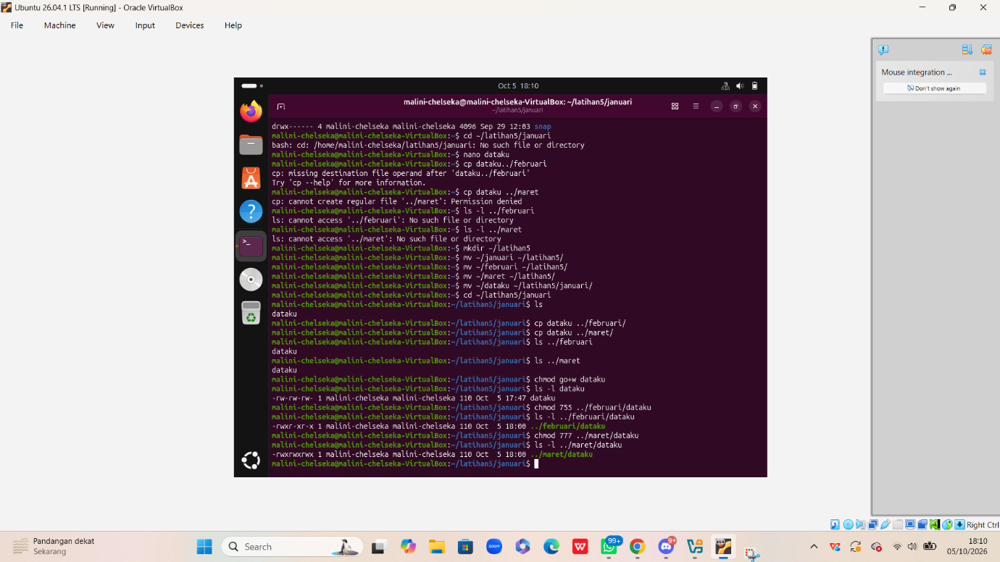 Ubuntu 26.04.1 LTS [Running] - Oracle VirtualBox
File Machine View Input Devices Help
Mouse integration ...
Don't show again
Oct 5 18:10
malini-chelseka@malini-chelseka-VirtualBox: ~/latihan5/januari
~/latihan5/januari
drwx------ 4 malini-chelseka malini-chelseka 4096 Sep 29 12:03 snap
malini-chelseka@malini-chelseka-VirtualBox:~$ cd ~/latihan5/januari
bash: cd: /home/malini-chelseka/latihan5/januari: No such file or directory
malini-chelseka@malini-chelseka-VirtualBox:~$ nano dataku
malini-chelseka@malini-chelseka-VirtualBox:~$ cp dataku../februari
cp: missing destination file operand after 'dataku../februari'
Try 'cp --help' for more information.
malini-chelseka@malini-chelseka-VirtualBox:~$ cp dataku ../maret
cp: cannot create regular file '../maret': Permission denied
malini-chelseka@malini-chelseka-VirtualBox:~$ ls -l ../februari
ls: cannot access '../februari': No such file or directory
malini-chelseka@malini-chelseka-VirtualBox:~$ ls -l ../maret
ls: cannot access '../maret': No such file or directory
malini-chelseka@malini-chelseka-VirtualBox:~$ mkdir ~/latihan5
malini-chelseka@malini-chelseka-VirtualBox:~$ mv ~/januari ~/latihan5/
malini-chelseka@malini-chelseka-VirtualBox:~$ mv ~/februari ~/latihan5/
malini-chelseka@malini-chelseka-VirtualBox:~$ mv ~/maret ~/latihan5/
malini-chelseka@malini-chelseka-VirtualBox:~$ mv ~/dataku ~/latihan5/januari/
malini-chelseka@malini-chelseka-VirtualBox:~$ cd ~/latihan5/januari
malini-chelseka@malini-chelseka-VirtualBox:~/latihan5/januari$ ls
dataku
malini-chelseka@malini-chelseka-VirtualBox:~/latihan5/januari$ cp dataku ../februari/
malini-chelseka@malini-chelseka-VirtualBox:~/latihan5/januari$ cp dataku ../maret/
malini-chelseka@malini-chelseka-VirtualBox:~/latihan5/januari$ ls ../februari
dataku
malini-chelseka@malini-chelseka-VirtualBox:~/latihan5/januari$ ls ../maret
dataku
malini-chelseka@malini-chelseka-VirtualBox:~/latihan5/januari$ chmod go+w dataku
malini-chelseka@malini-chelseka-VirtualBox:~/latihan5/januari$ ls -l dataku
-rw-rw-rw- 1 malini-chelseka malini-chelseka 110 Oct  5 17:47 dataku
malini-chelseka@malini-chelseka-VirtualBox:~/latihan5/januari$ chmod 755 ../februari/dataku
malini-chelseka@malini-chelseka-VirtualBox:~/latihan5/januari$ ls -l ../februari/dataku
-rwxr-xr-x 1 malini-chelseka malini-chelseka 110 Oct  5 18:00 ../februari/dataku
malini-chelseka@malini-chelseka-VirtualBox:~/latihan5/januari$ chmod 777 ../maret/dataku
malini-chelseka@malini-chelseka-VirtualBox:~/latihan5/januari$ ls -l ../maret/dataku
-rwxrwxrwx 1 malini-chelseka malini-chelseka 110 Oct  5 18:00 ../maret/dataku
malini-chelseka@malini-chelseka-VirtualBox:~/latihan5/januari$
Right Ctrl
Pandangan dekat
Sekarang
Search
zoom
99+
9+
18:10
05/10/2026